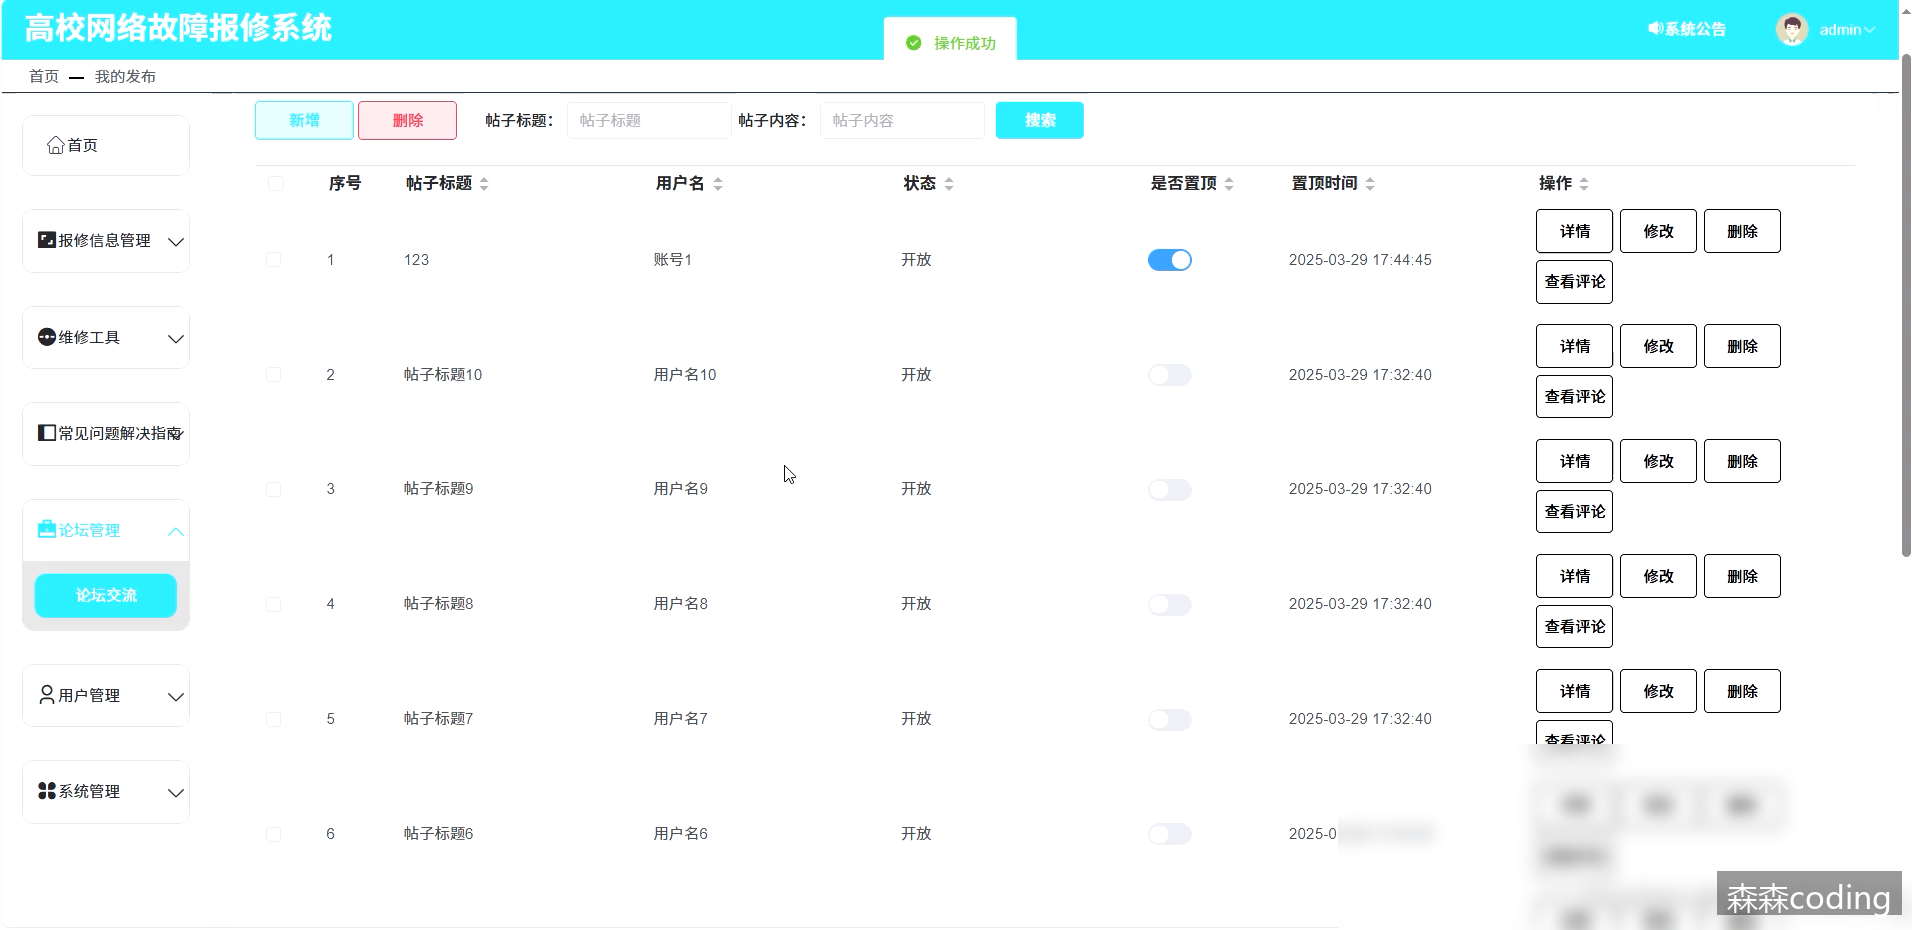 高校网络故障报修系统
操作成功
系统公告
admin
首页 — 我的发布
首页
报修信息管理
维修工具
常见问题解决指南
论坛管理
论坛交流
用户管理
系统管理
新增 删除 帖子标题： 帖子标题 帖子内容： 帖子内容 搜索
序号 帖子标题 用户名 状态 是否置顶 置顶时间 操作
1 123 账号1 开放 2025-03-29 17:44:45 详情 修改 删除
查看评论
2 帖子标题10 用户名10 开放 2025-03-29 17:32:40 详情 修改 删除
查看评论
3 帖子标题9 用户名9 开放 2025-03-29 17:32:40 详情 修改 删除
查看评论
4 帖子标题8 用户名8 开放 2025-03-29 17:32:40 详情 修改 删除
查看评论
5 帖子标题7 用户名7 开放 2025-03-29 17:32:40 详情 修改 删除
查看评论
6 帖子标题6 用户名6 开放 2025-0
森森coding